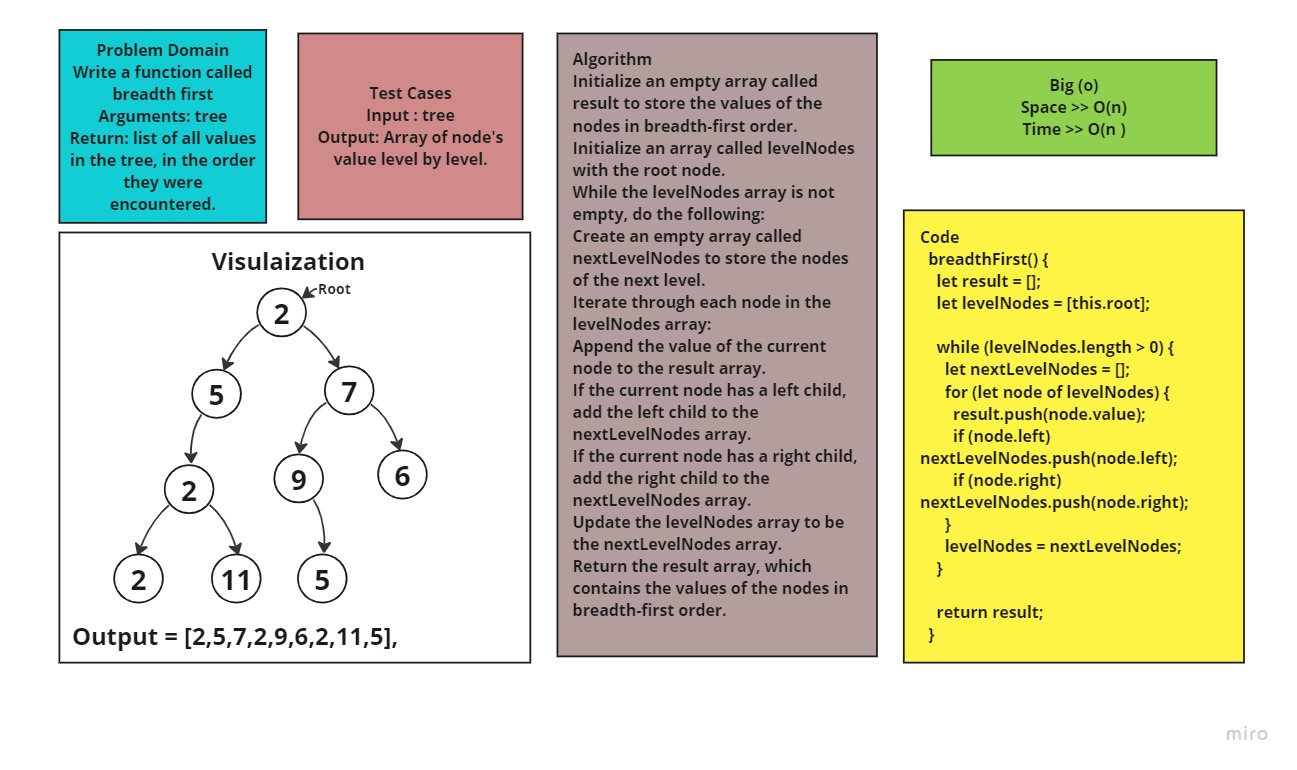 Problem Domain
Write a function called
breadth first
Arguments: tree
Return: list of all values
in the tree, in the order
they were
encountered.
Test Cases
Input : tree
Output: Array of node's
value level by level.
Visulaization
Root
2
5
7
2
9
6
2
11
5
Output = [2,5,7,2,9,6,2,11,5],
Algorithm
Initialize an empty array called
result to store the values of the
nodes in breadth-first order.
Initialize an array called levelNodes
with the root node.
While the levelNodes array is not
empty, do the following:
Create an empty array called
nextLevelNodes to store the nodes
of the next level.
Iterate through each node in the
levelNodes array:
Append the value of the current
node to the result array.
If the current node has a left child,
add the left child to the
nextLevelNodes array.
If the current node has a right child,
add the right child to the
nextLevelNodes array.
Update the levelNodes array to be
the nextLevelNodes array.
Return the result array, which
contains the values of the nodes in
breadth-first order.
Big (o)
Space >> O(n)
Time >> O(n )
Code
breadthFirst() {
let result = [];
let levelNodes = [this.root];
while (levelNodes.length > 0) {
let nextLevelNodes = [];
for (let node of levelNodes) {
result.push(node.value);
if (node.left)
nextLevelNodes.push(node.left);
if (node.right)
nextLevelNodes.push(node.right);
}
levelNodes = nextLevelNodes;
}
return result;
}
miro